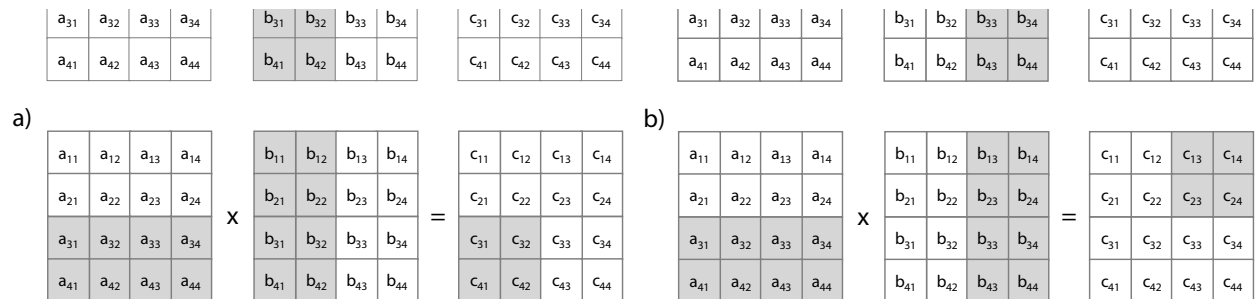 a31 a32 a33 a34 b31 b32 b33 b34 c31 c32 c33 c34 a31 a32 a33 a34 b31 b32 b33 b34 c31 c32 c33 c34
a41 a42 a43 a44 b41 b42 b43 b44 c41 c42 c43 c44 a41 a42 a43 a44 b41 b42 b43 b44 c41 c42 c43 c44
a) b)
a11 a12 a13 a14 b11 b12 b13 b14 c11 c12 c13 c14 a11 a12 a13 a14 b11 b12 b13 b14 c11 c12 c13 c14
a21 a22 a23 a24 b21 b22 b23 b24 c21 c22 c23 c24 a21 a22 a23 a24 b21 b22 b23 b24 c21 c22 c23 c24
x = x =
a31 a32 a33 a34 b31 b32 b33 b34 c31 c32 c33 c34 a31 a32 a33 a34 b31 b32 b33 b34 c31 c32 c33 c34
a41 a42 a43 a44 b41 b42 b43 b44 c41 c42 c43 c44 a41 a42 a43 a44 b41 b42 b43 b44 c41 c42 c43 c44